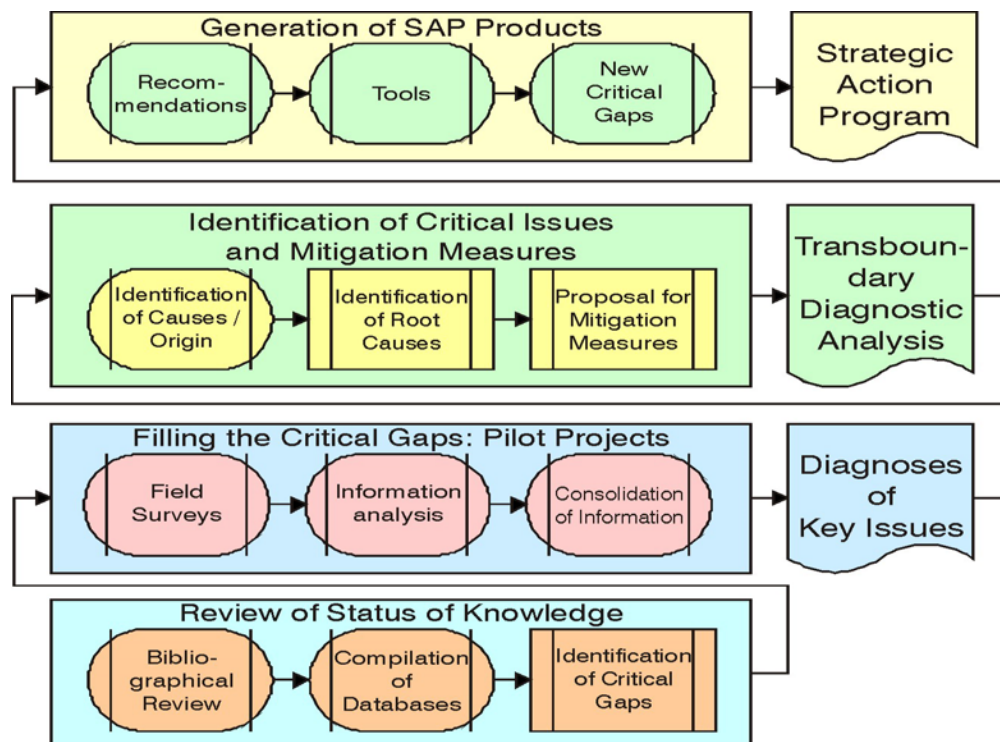 Generation of SAP Products
Recom-
mendations
Tools
New
Critical
Gaps
Strategic
Action
Program
Identification of Critical Issues
and Mitigation Measures
Identification
of Causes /
Origin
Identification
of Root
Causes
Proposal for
Mitigation
Measures
Transboun-
dary
Diagnostic
Analysis
Filling the Critical Gaps: Pilot Projects
Field
Surveys
Information
analysis
Consolidation
of Information
Diagnoses
of
Key Issues
Review of Status of Knowledge
Biblio-
graphical
Review
Compilation
of
Databases
Identification
of Critical
Gaps